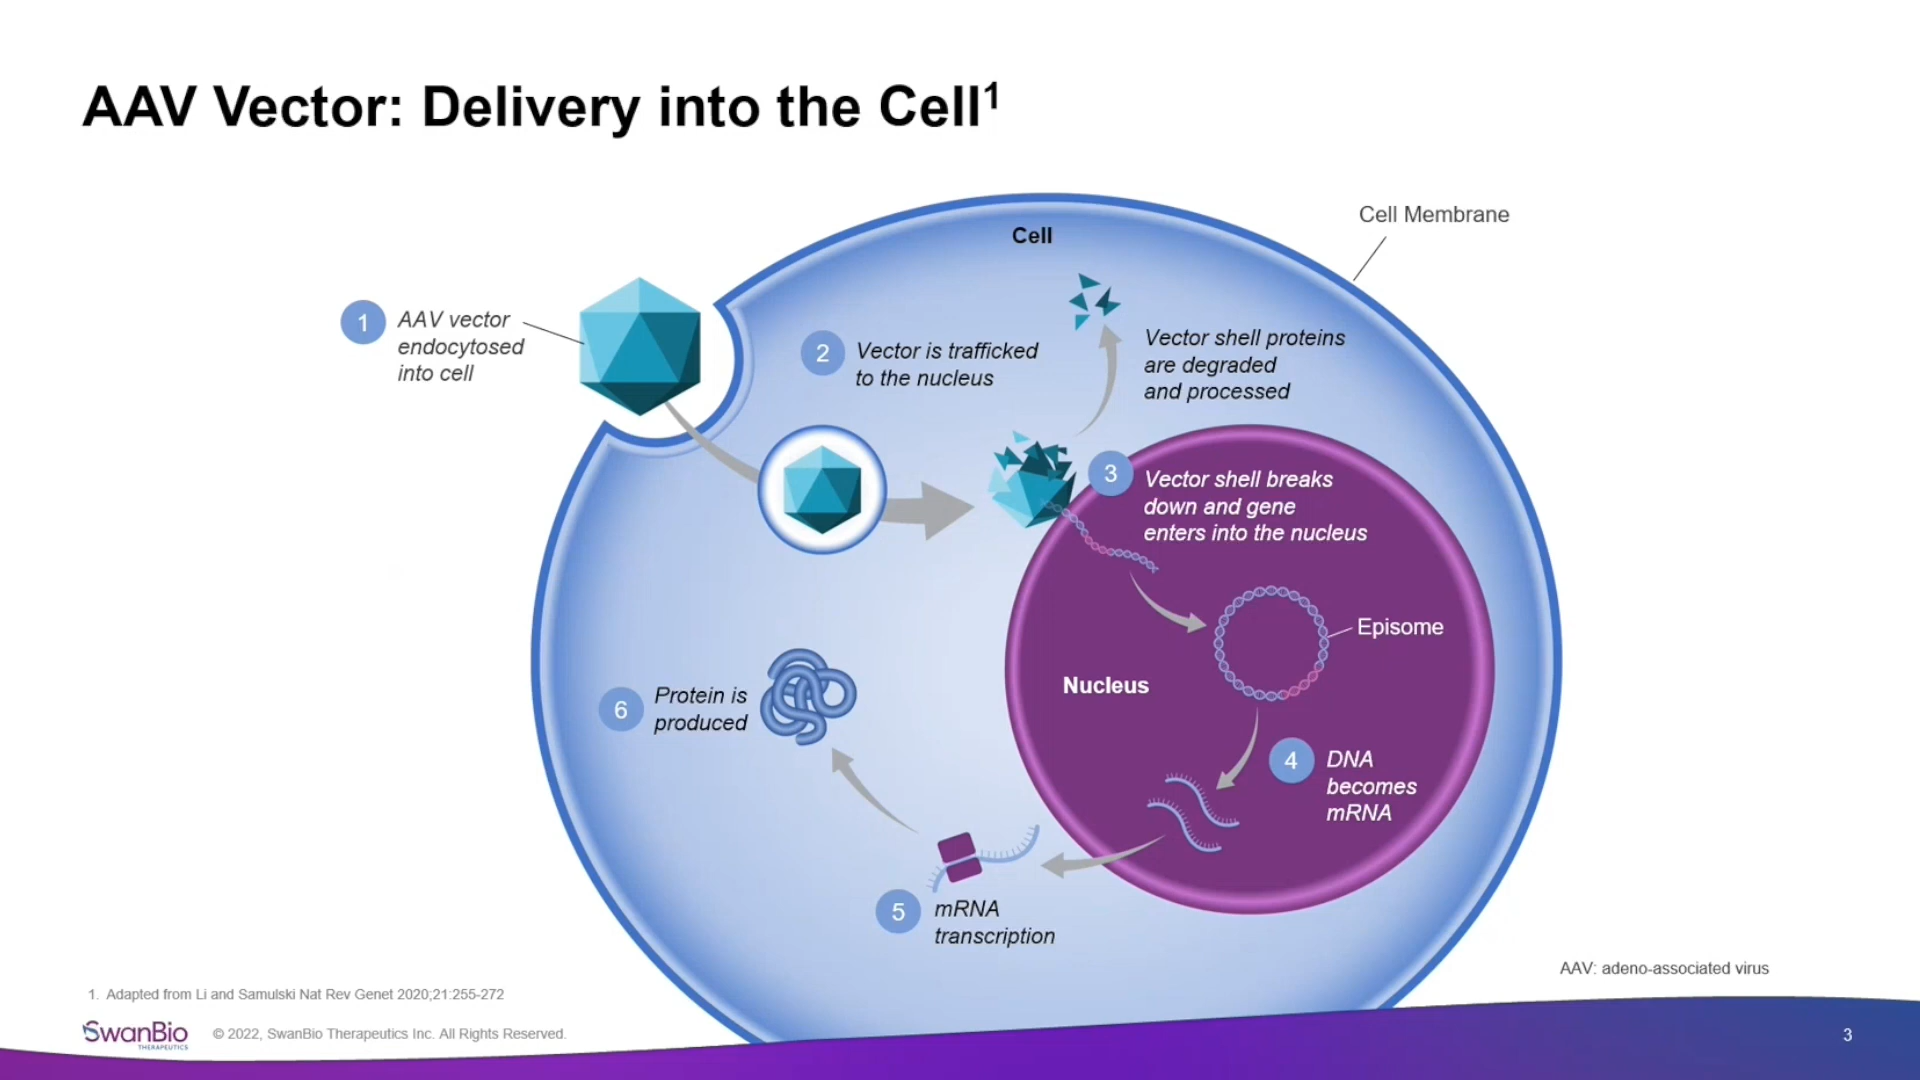 AAV Vector: Delivery into the Cell1
Cell Membrane
Cell
1
AAV vector
endocytosed
into cell
2
Vector is trafficked
to the nucleus
Vector shell proteins
are degraded
and processed
3
Vector shell breaks
down and gene
enters into the nucleus
Episome
Nucleus
4
DNA
becomes
mRNA
5
mRNA
transcription
6
Protein is
produced
AAV: adeno-associated virus
1. Adapted from Li and Samulski Nat Rev Genet 2020;21:255-272
SwanBio
THERAPEUTICS
© 2022, SwanBio Therapeutics Inc. All Rights Reserved.
3